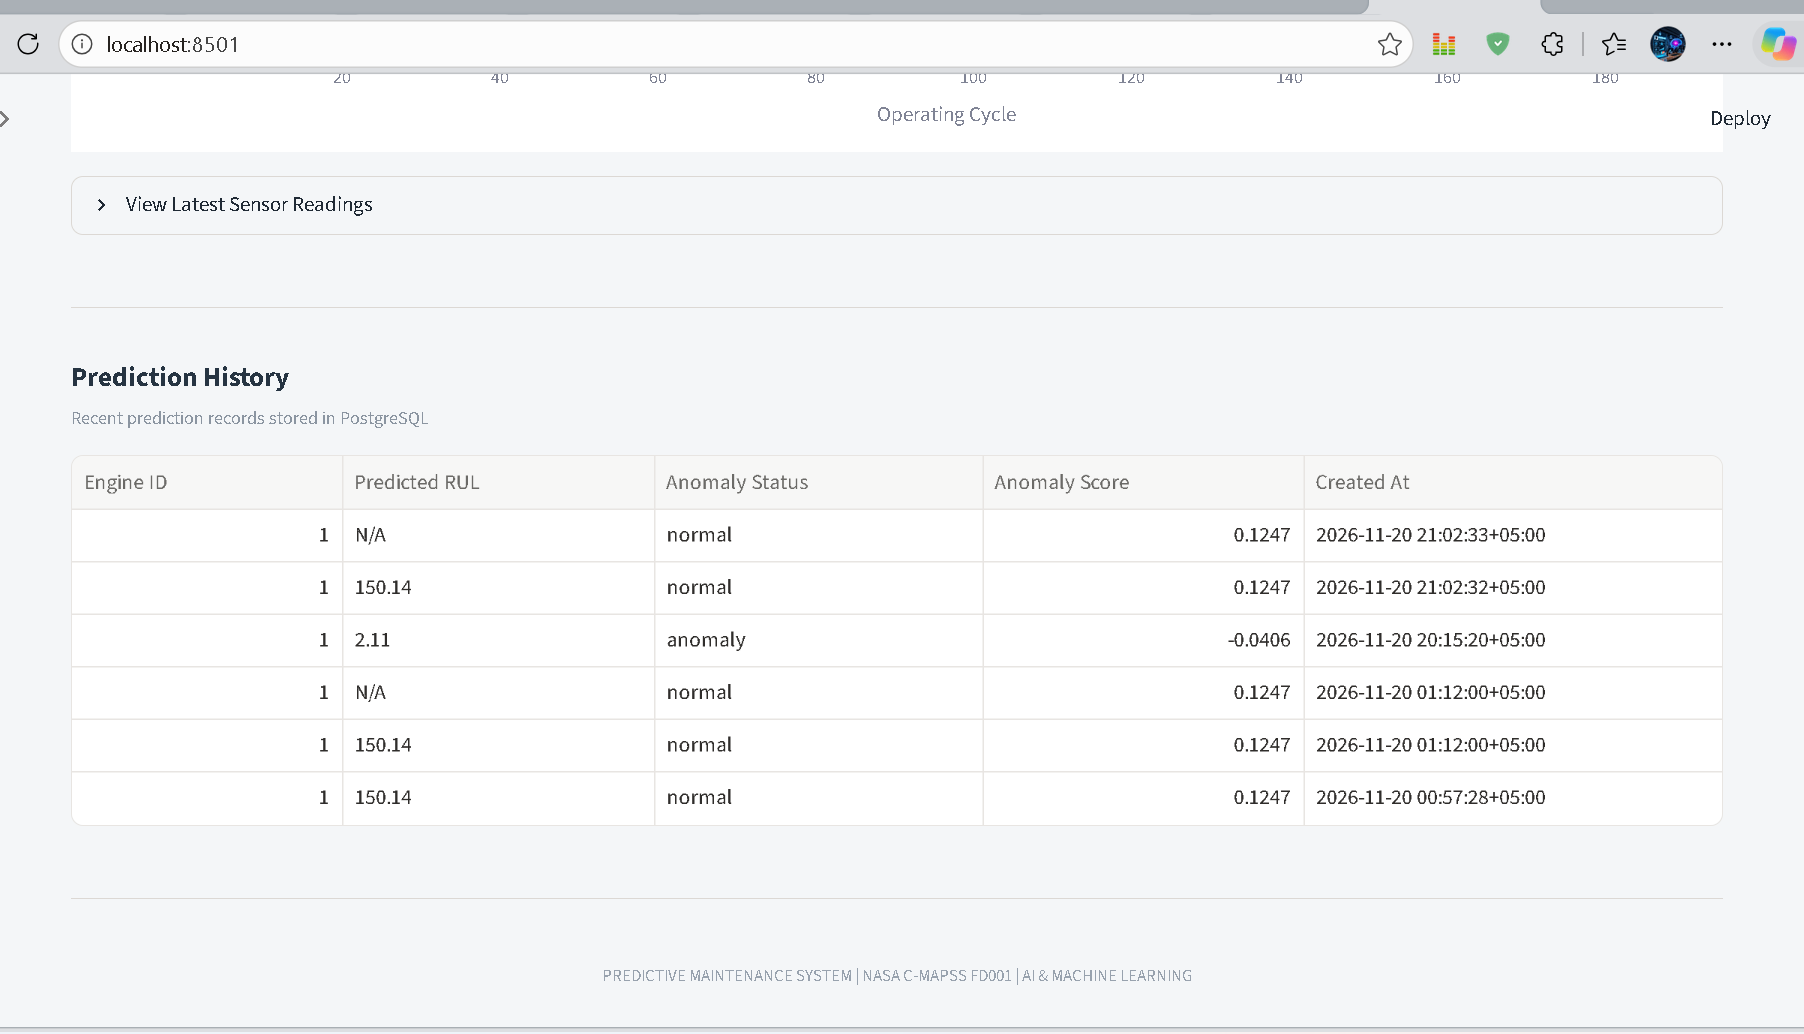 localhost:8501
20 40 60 80 100 120 140 160 180
Operating Cycle
Deploy
View Latest Sensor Readings
Prediction History
Recent prediction records stored in PostgreSQL
Engine ID Predicted RUL Anomaly Status Anomaly Score Created At
1 N/A normal 0.1247 2026-11-20 21:02:33+05:00
1 150.14 normal 0.1247 2026-11-20 21:02:32+05:00
1 2.11 anomaly -0.0406 2026-11-20 20:15:20+05:00
1 N/A normal 0.1247 2026-11-20 01:12:00+05:00
1 150.14 normal 0.1247 2026-11-20 01:12:00+05:00
1 150.14 normal 0.1247 2026-11-20 00:57:28+05:00
PREDICTIVE MAINTENANCE SYSTEM | NASA C-MAPSS FD001 | AI & MACHINE LEARNING